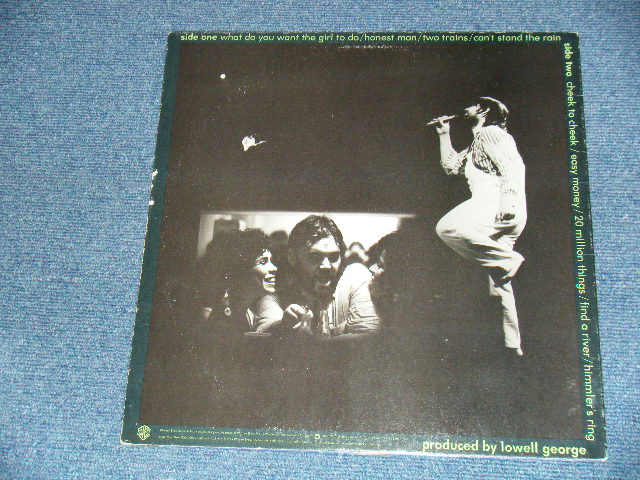 side one what do you want the girl to do/honest man/two trains/can't stand the rain
side two cheek to cheek/easy money/20 million things/find a river/himmler's ring
produced by lowell george